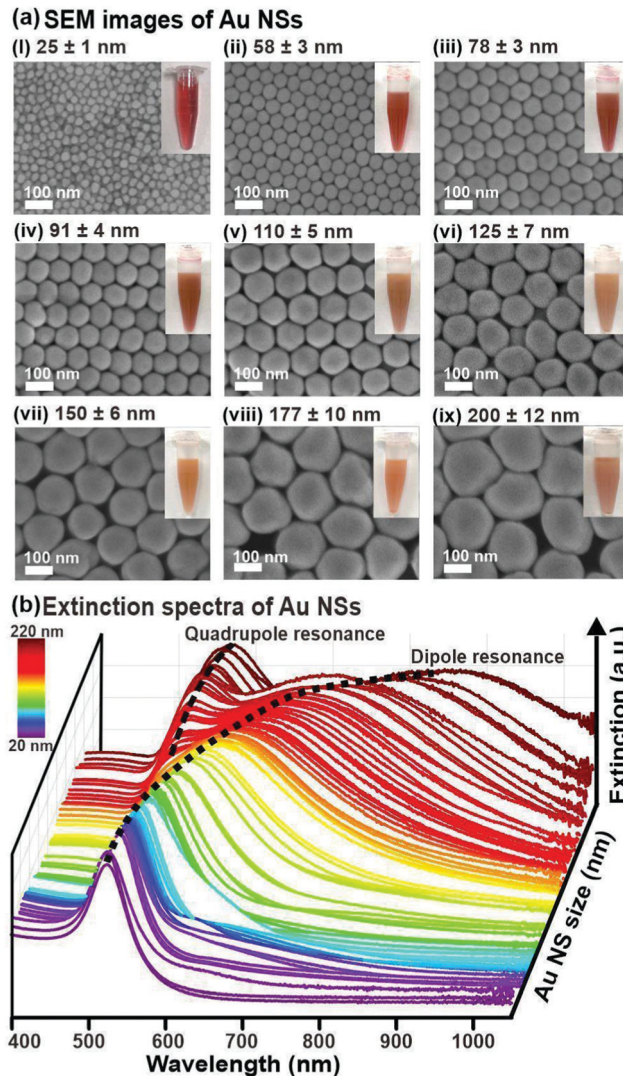 (a) SEM images of Au NSs
(I) 25 ± 1 nm
(ii) 58 ± 3 nm
(iii) 78 ± 3 nm
100 nm
100 nm
100 nm
(iv) 91 ± 4 nm
(v) 110 ± 5 nm
(vi) 125 ± 7 nm
100 nm
100 nm
100 nm
(vii) 150 ± 6 nm
(viii) 177 ± 10 nm
(ix) 200 ± 12 nm
100 nm
100 nm
100 nm
(b) Extinction spectra of Au NSs
220 nm
20 nm
Quadrupole resonance
Dipole resonance
Extinction (a.u.)
Au NS size (nm)
400 500 600 700 800 900 1000
Wavelength (nm)